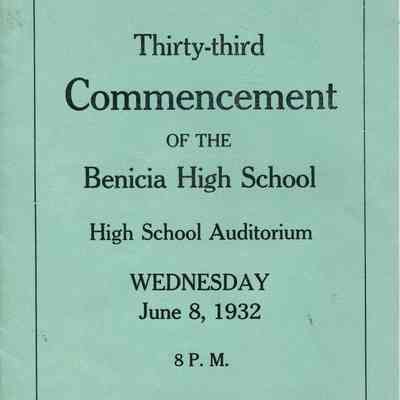 Thirty-third
Commencement
OF THE
Benicia High School
High School Auditorium
WEDNESDAY
June 8, 1932
8 P. M.